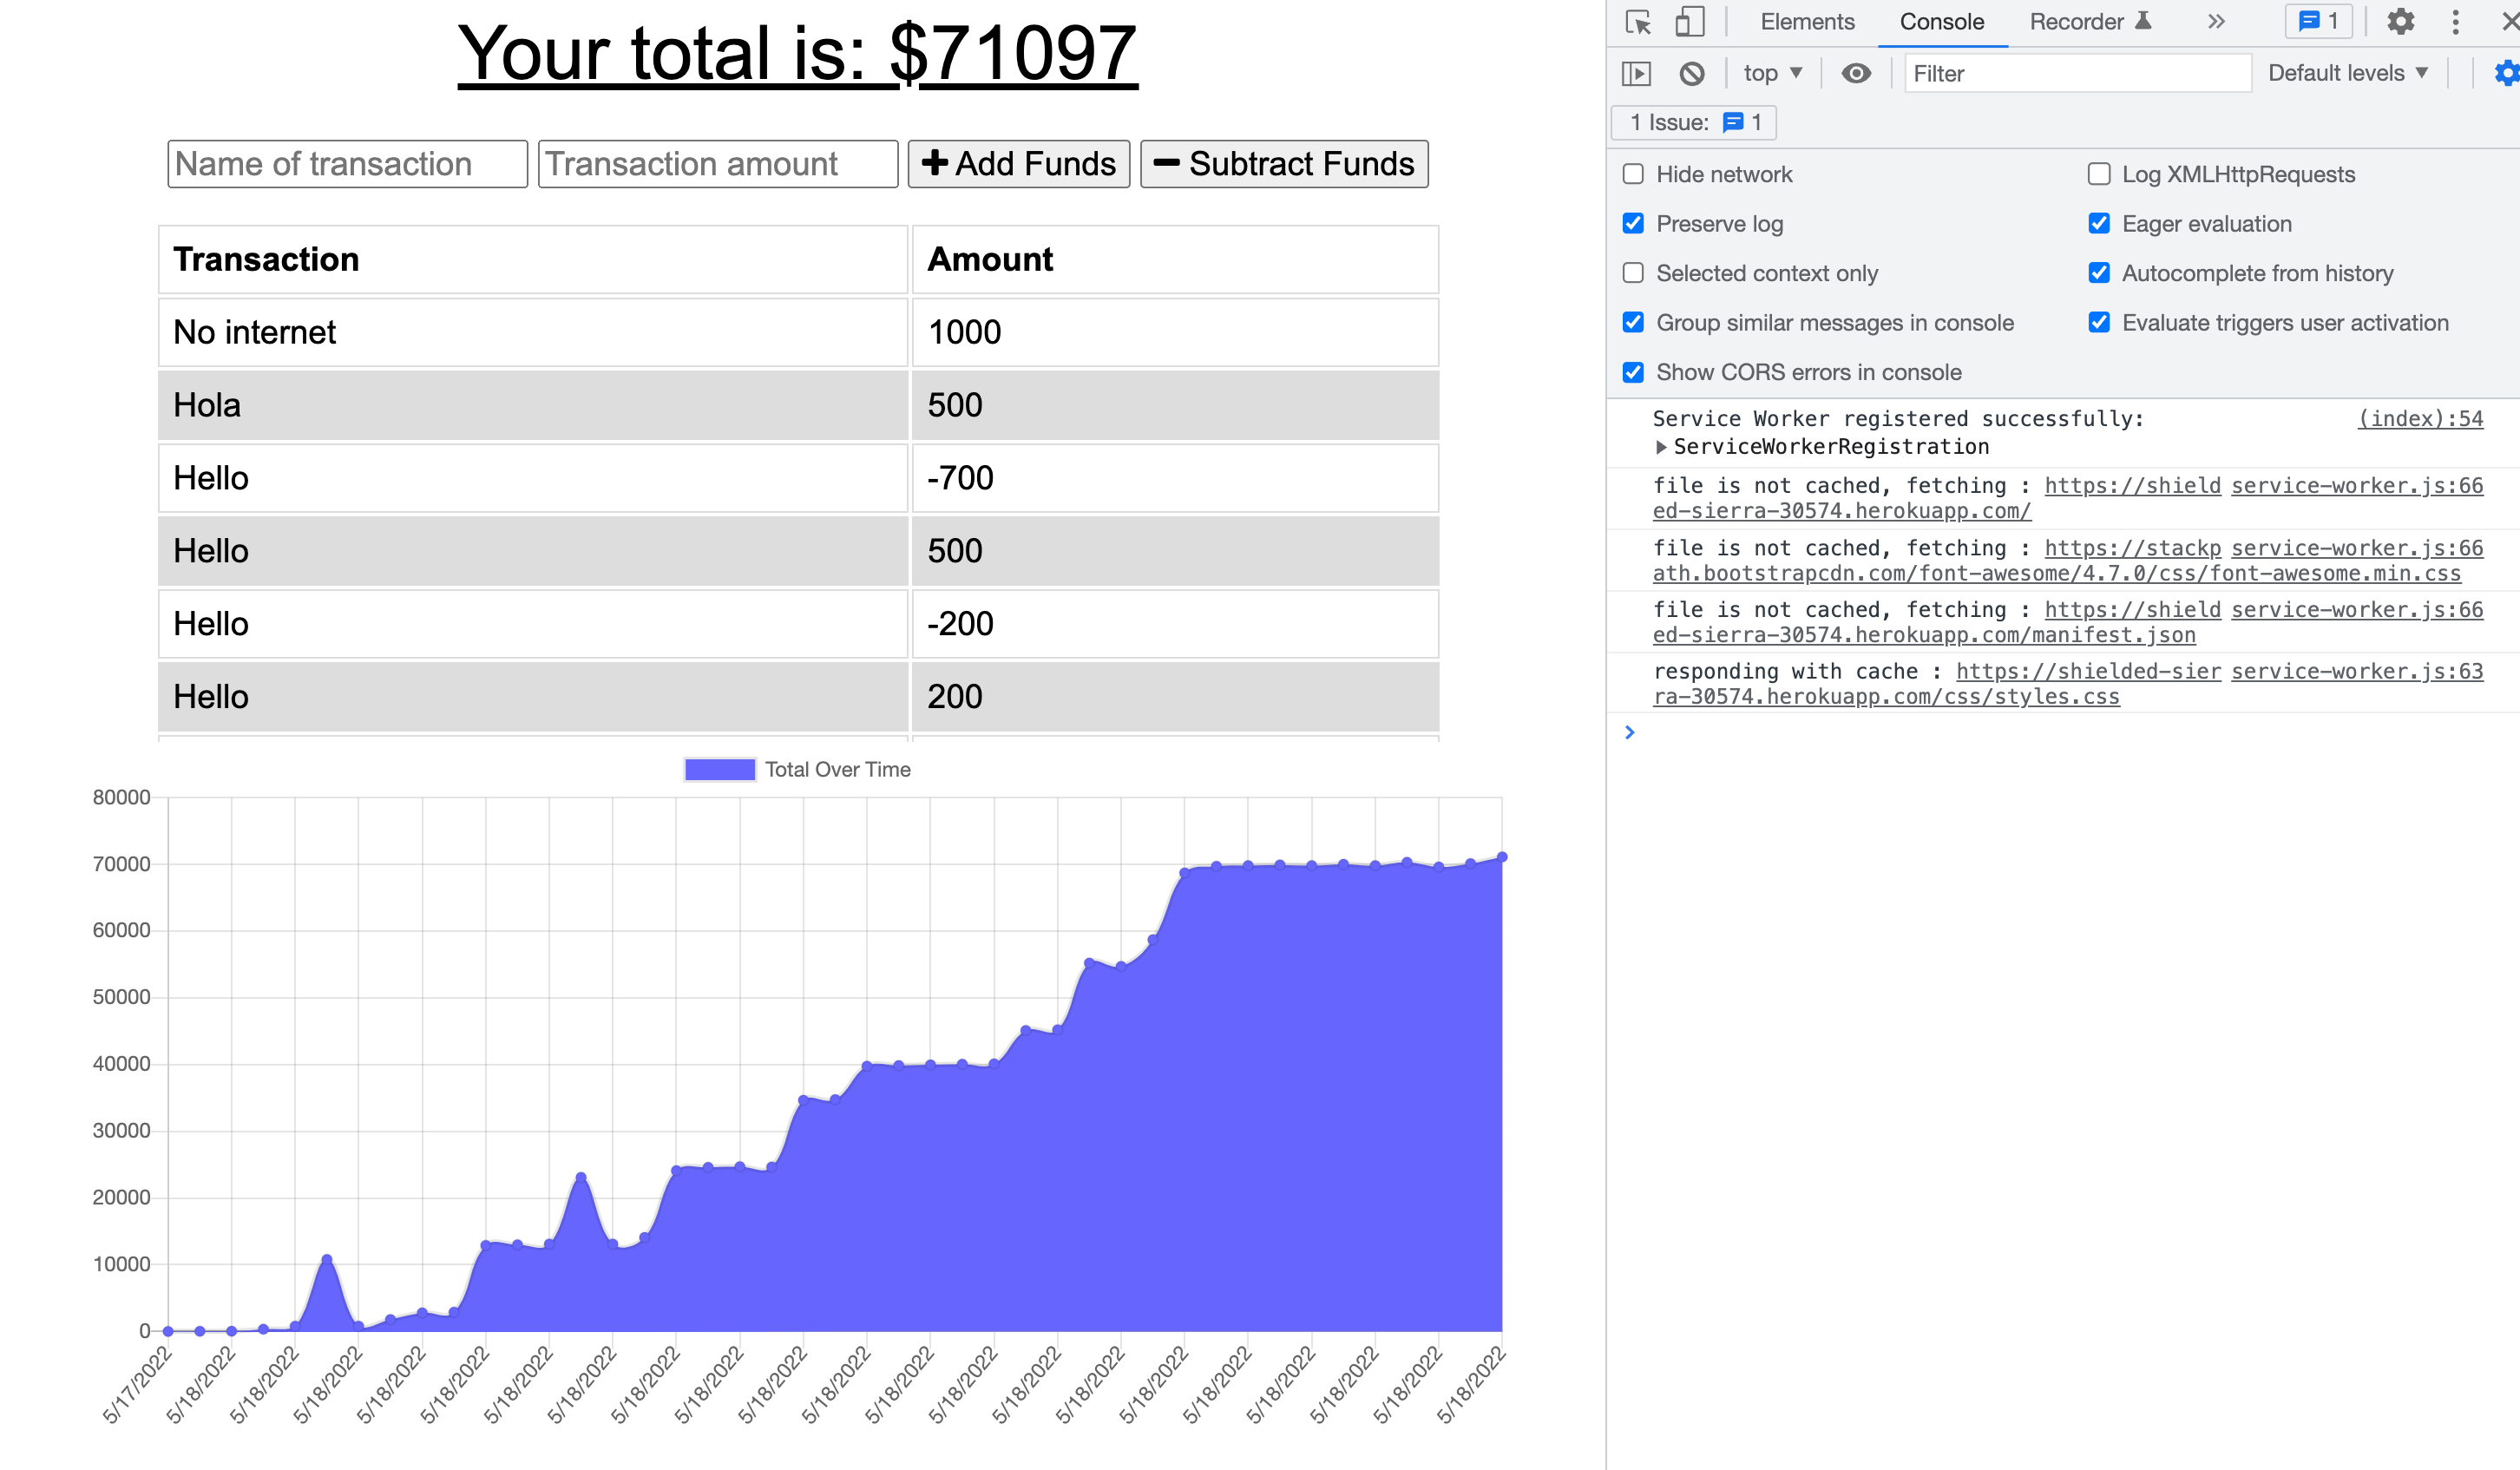 Your total is: $71097
Name of transaction Transaction amount Add Funds Subtract Funds
Transaction Amount
No internet 1000
Hola 500
Hello -700
Hello 500
Hello -200
Hello 200
Total Over Time
80000
70000
60000
50000
40000
30000
20000
10000
0
5/17/2022 5/18/2022 5/18/2022 5/18/2022 5/18/2022 5/18/2022 5/18/2022 5/18/2022 5/18/2022 5/18/2022 5/18/2022 5/18/2022 5/18/2022 5/18/2022 5/18/2022 5/18/2022 5/18/2022 5/18/2022 5/18/2022 5/18/2022 5/18/2022 5/18/2022
Elements Console Recorder 1
top Filter Default levels
1 Issue: 1
Hide network Log XMLHttpRequests
Preserve log Eager evaluation
Selected context only Autocomplete from history
Group similar messages in console Evaluate triggers user activation
Show CORS errors in console
Service Worker registered successfully: (index):54
ServiceWorkerRegistration
file is not cached, fetching : https://shield service-worker.js:66
ed-sierra-30574.herokuapp.com/
file is not cached, fetching : https://stackp service-worker.js:66
ath.bootstrapcdn.com/font-awesome/4.7.0/css/font-awesome.min.css
file is not cached, fetching : https://shield service-worker.js:66
ed-sierra-30574.herokuapp.com/manifest.json
responding with cache : https://shielded-sier service-worker.js:63
ra-30574.herokuapp.com/css/styles.css